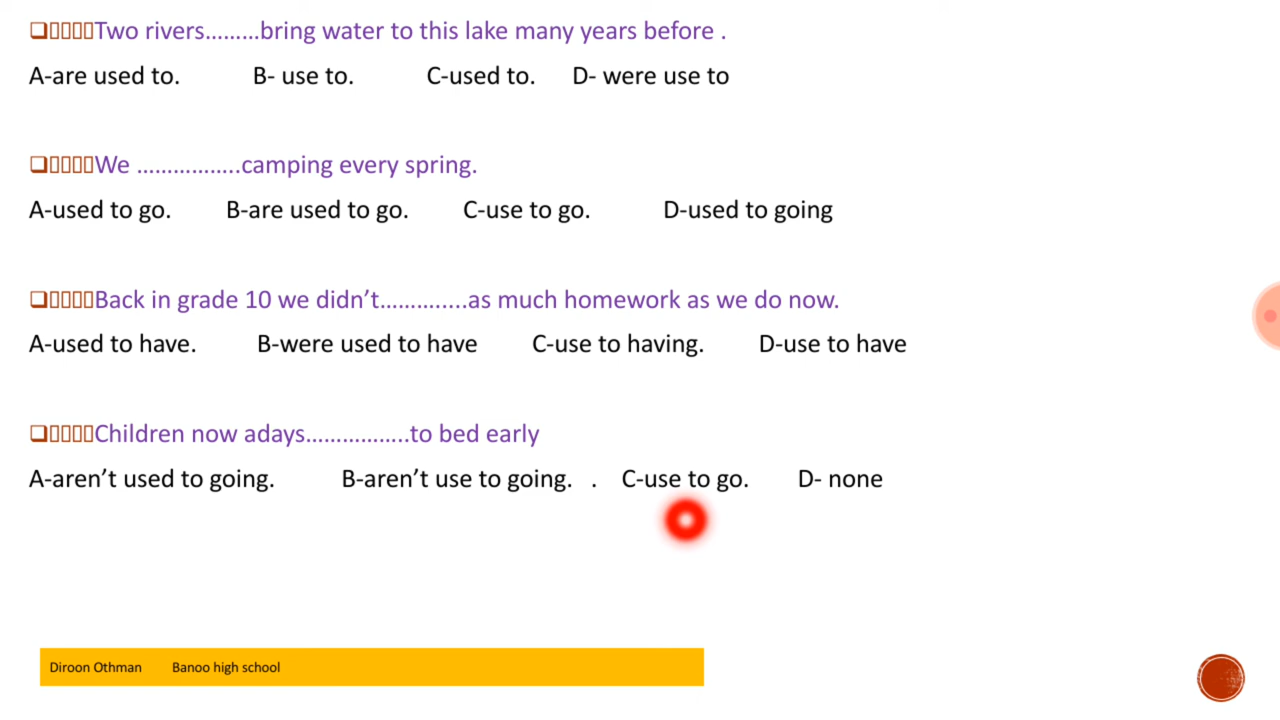 ❑Two rivers.........bring water to this lake many years before .
A-are used to. B- use to. C-used to. D- were use to
❑We .................camping every spring.
A-used to go. B-are used to go. C-use to go. D-used to going
❑Back in grade 10 we didn’t..............as much homework as we do now.
A-used to have. B-were used to have C-use to having. D-use to have
❑Children now adays.................to bed early
A-aren’t used to going. B-aren’t use to going. . C-use to go. D- none
Diroon Othman Banoo high school